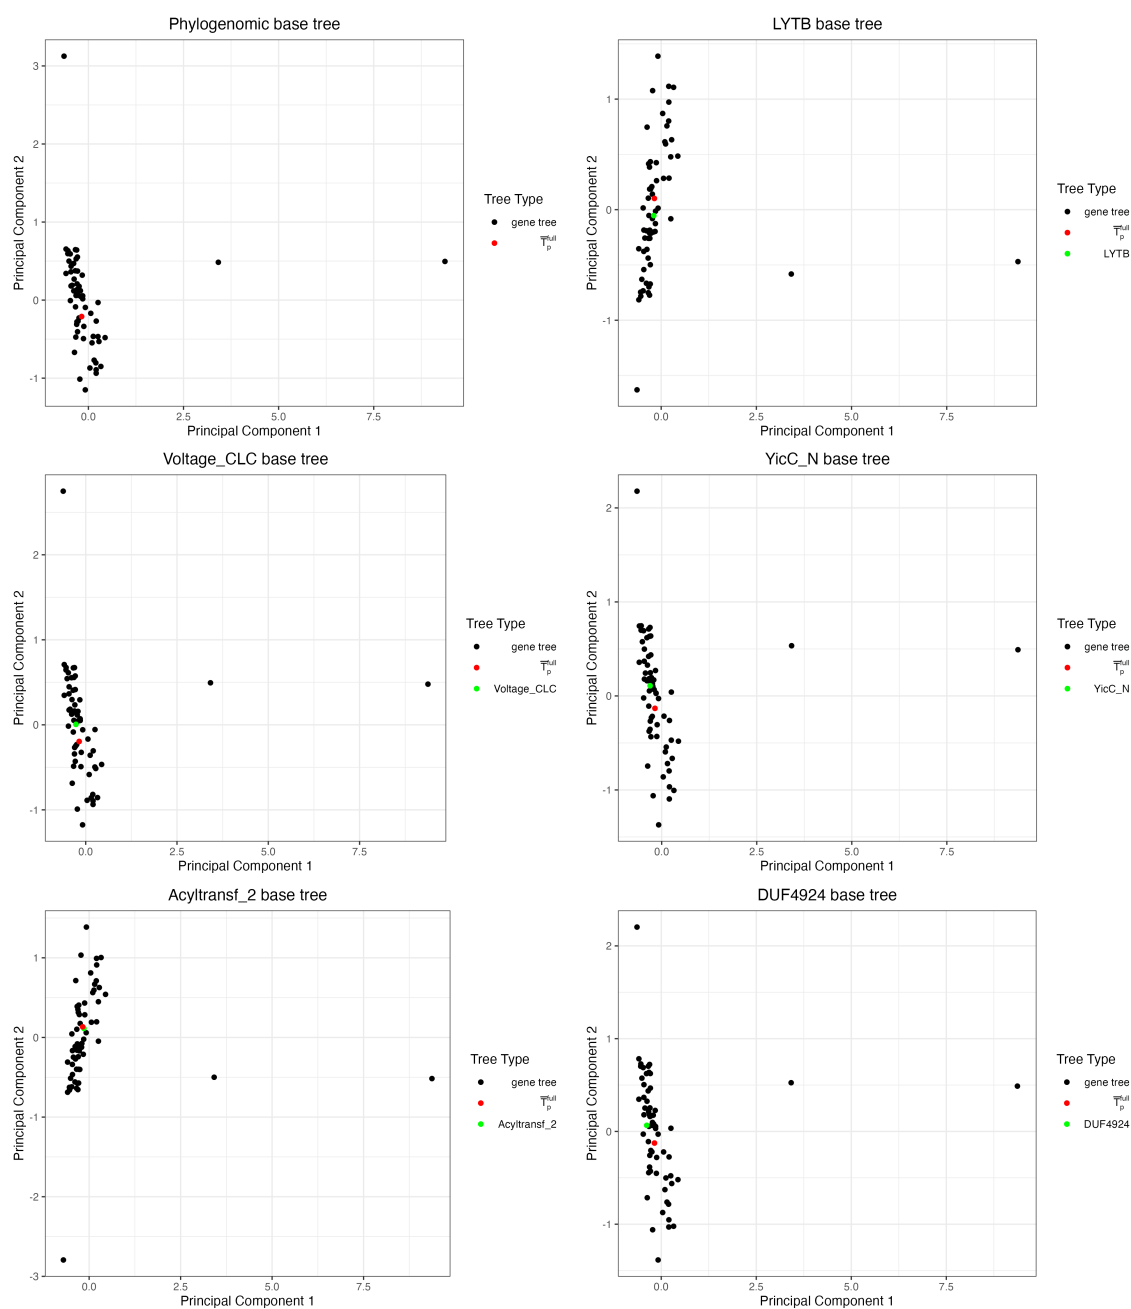 Phylogenomic base tree
Principal Component 2
3
2
1
0
-1
0.0 2.5 5.0 7.5
Principal Component 1
Tree Type
gene tree
T̿ₚ^full
LYTB base tree
Principal Component 2
1
0
-1
0.0 2.5 5.0 7.5
Principal Component 1
Tree Type
gene tree
T̿ₚ^full
LYTB
Voltage_CLC base tree
Principal Component 2
2
1
0
-1
0.0 2.5 5.0 7.5
Principal Component 1
Tree Type
gene tree
T̿ₚ^full
Voltage_CLC
YicC_N base tree
Principal Component 2
2
1
0
-1
0.0 2.5 5.0 7.5
Principal Component 1
Tree Type
gene tree
T̿ₚ^full
YicC_N
Acyltransf_2 base tree
Principal Component 2
1
0
-1
-2
-3
0.0 2.5 5.0 7.5
Principal Component 1
Tree Type
gene tree
T̿ₚ^full
Acyltransf_2
DUF4924 base tree
Principal Component 2
2
1
0
-1
0.0 2.5 5.0 7.5
Principal Component 1
Tree Type
gene tree
T̿ₚ^full
DUF4924